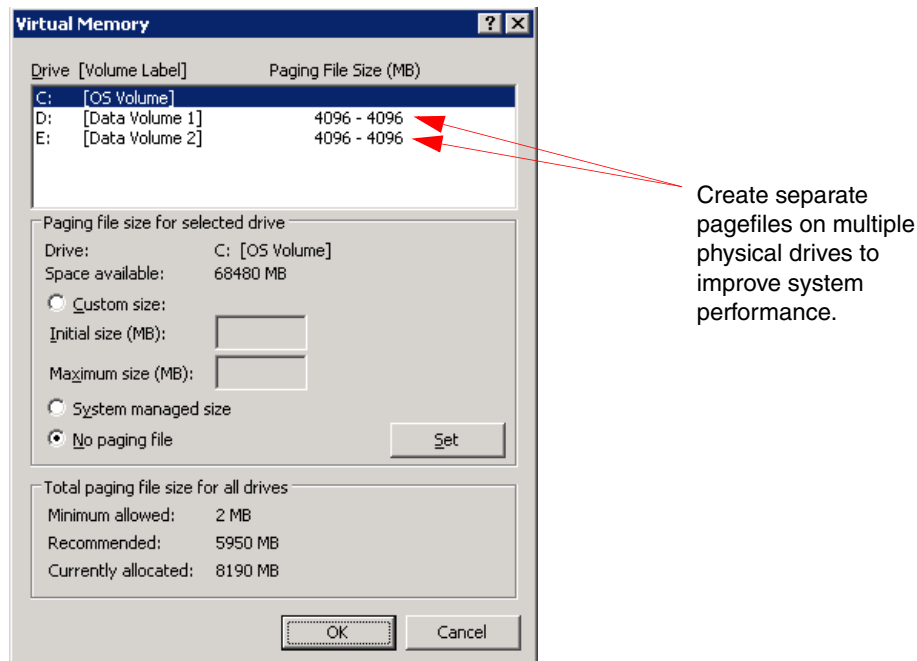 Virtual Memory
Drive [Volume Label] Paging File Size (MB)
C: [OS Volume]
D: [Data Volume 1] 4096 - 4096
E: [Data Volume 2] 4096 - 4096
Create separate
pagefiles on multiple
physical drives to
improve system
performance.
Paging file size for selected drive
Drive: C: [OS Volume]
Space available: 68480 MB
Custom size:
Initial size (MB):
Maximum size (MB):
System managed size
No paging file
Set
Total paging file size for all drives
Minimum allowed: 2 MB
Recommended: 5950 MB
Currently allocated: 8190 MB
OK Cancel